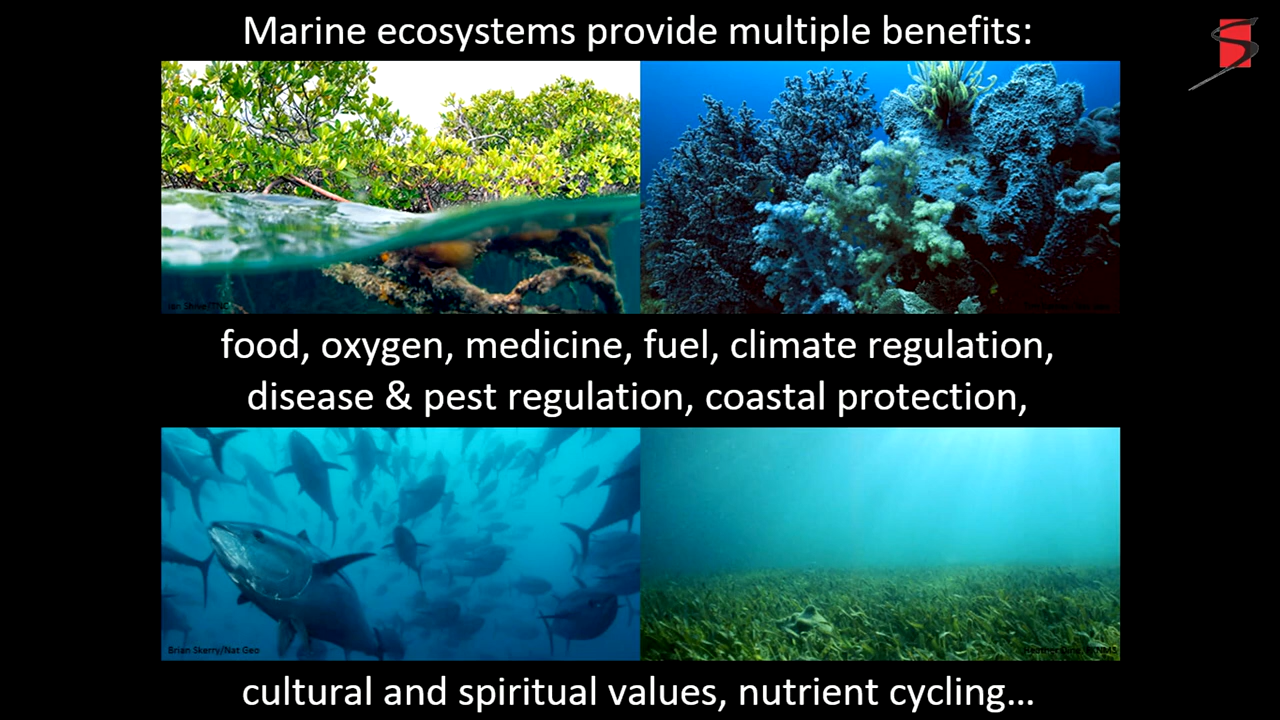 Marine ecosystems provide multiple benefits:
food, oxygen, medicine, fuel, climate regulation,
disease & pest regulation, coastal protection,
Brian Skerry/Nat Geo
cultural and spiritual values, nutrient cycling...